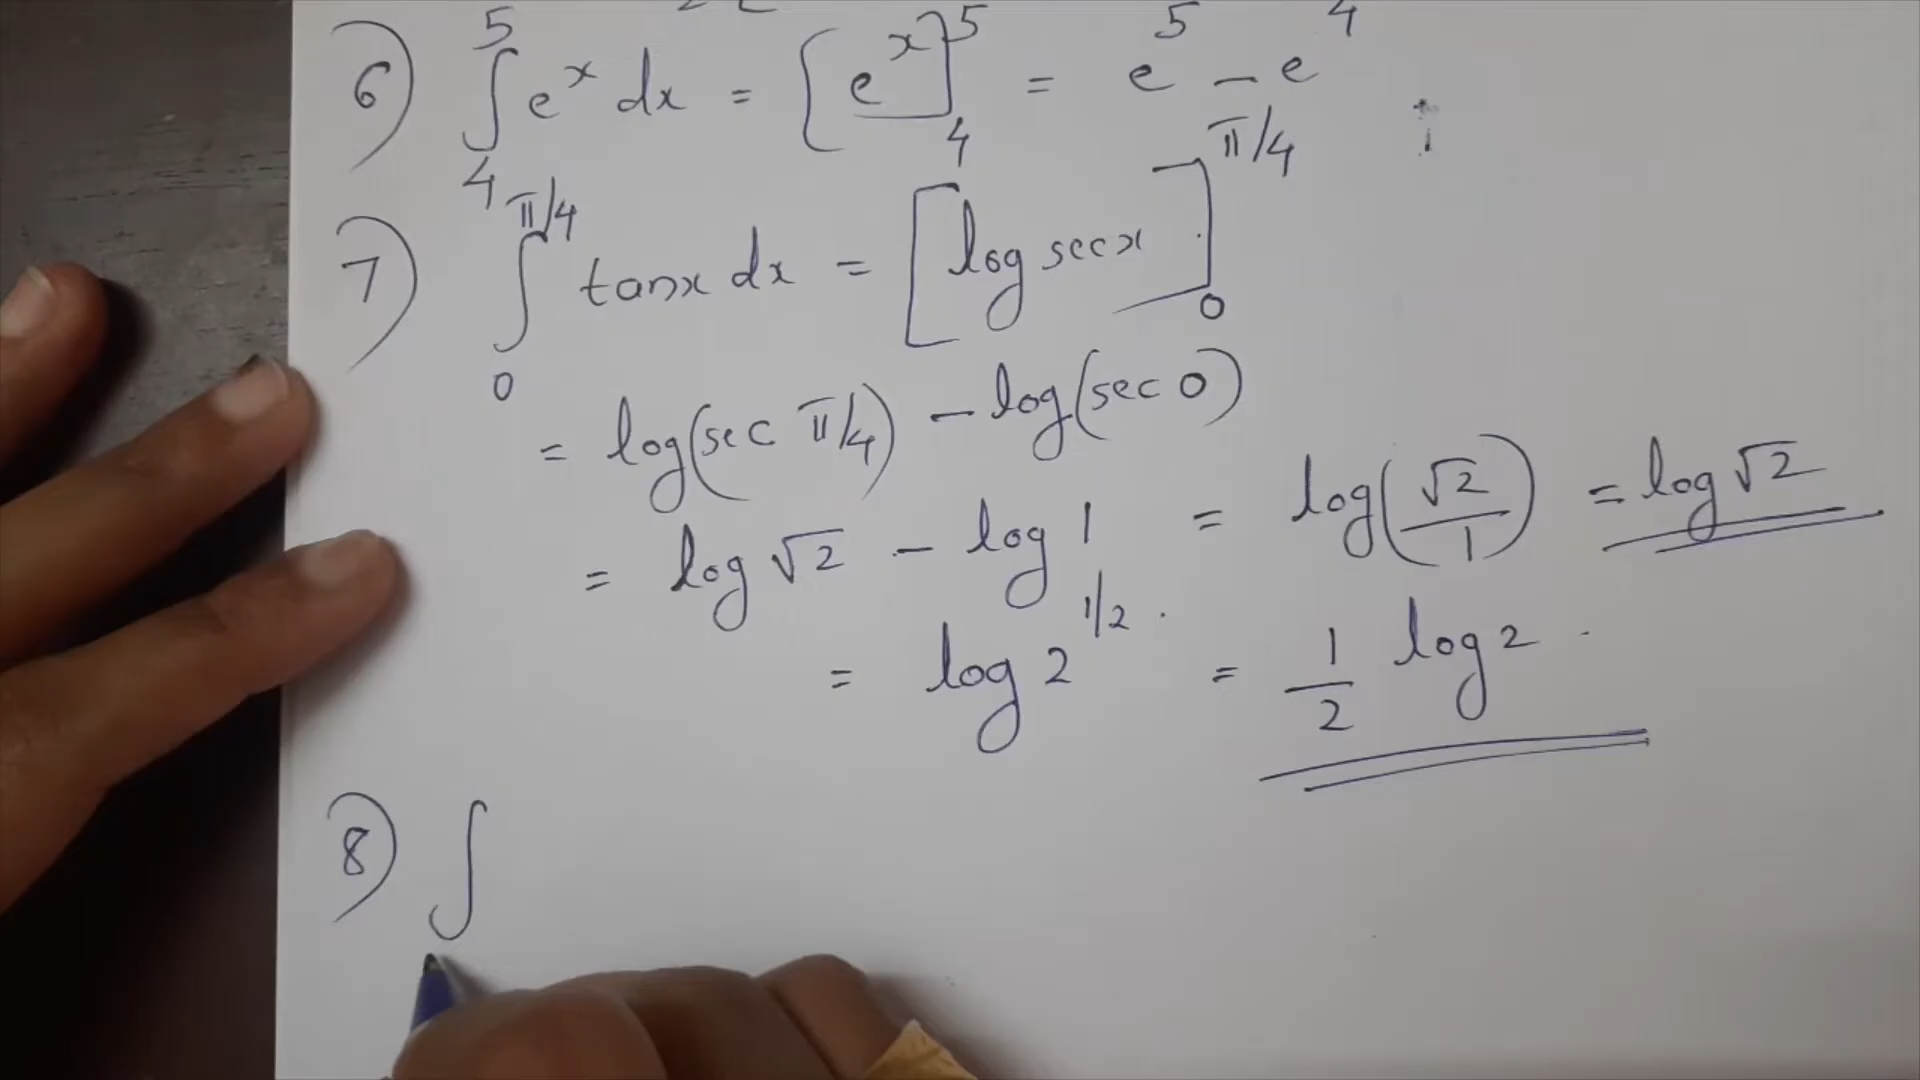 6) ∫₄⁵ eˣ dx = [eˣ]₄⁵ = e⁵ - e⁴
7) ∫₀^π/4 tanx dx = [log secx]₀^π/4
= log(sec π/4) - log(sec 0)
= log √2 - log 1 = log(√2/1) = log √2
= log 2^1/2 . = 1/2 log 2 .
8) ∫